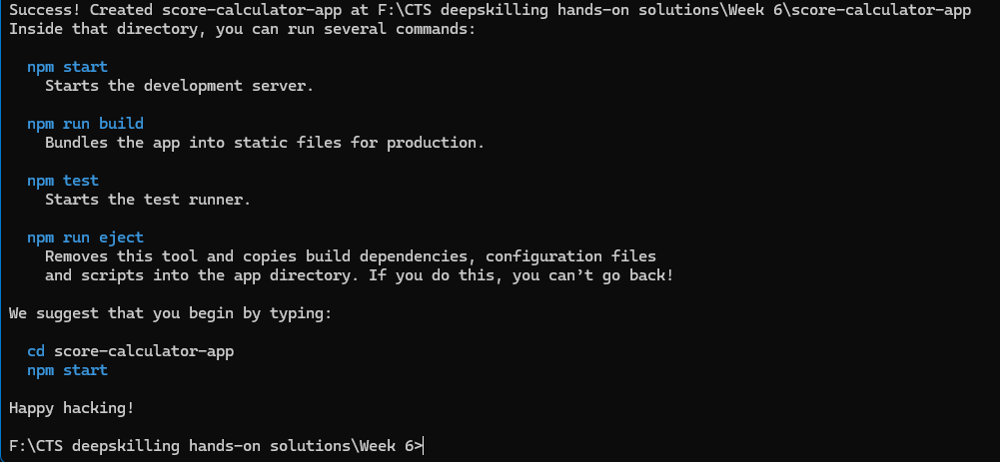 Success! Created score-calculator-app at F:\CTS deepskilling hands-on solutions\Week 6\score-calculator-app
Inside that directory, you can run several commands:
npm start
Starts the development server.
npm run build
Bundles the app into static files for production.
npm test
Starts the test runner.
npm run eject
Removes this tool and copies build dependencies, configuration files
and scripts into the app directory. If you do this, you can’t go back!
We suggest that you begin by typing:
cd score-calculator-app
npm start
Happy hacking!
F:\CTS deepskilling hands-on solutions\Week 6>